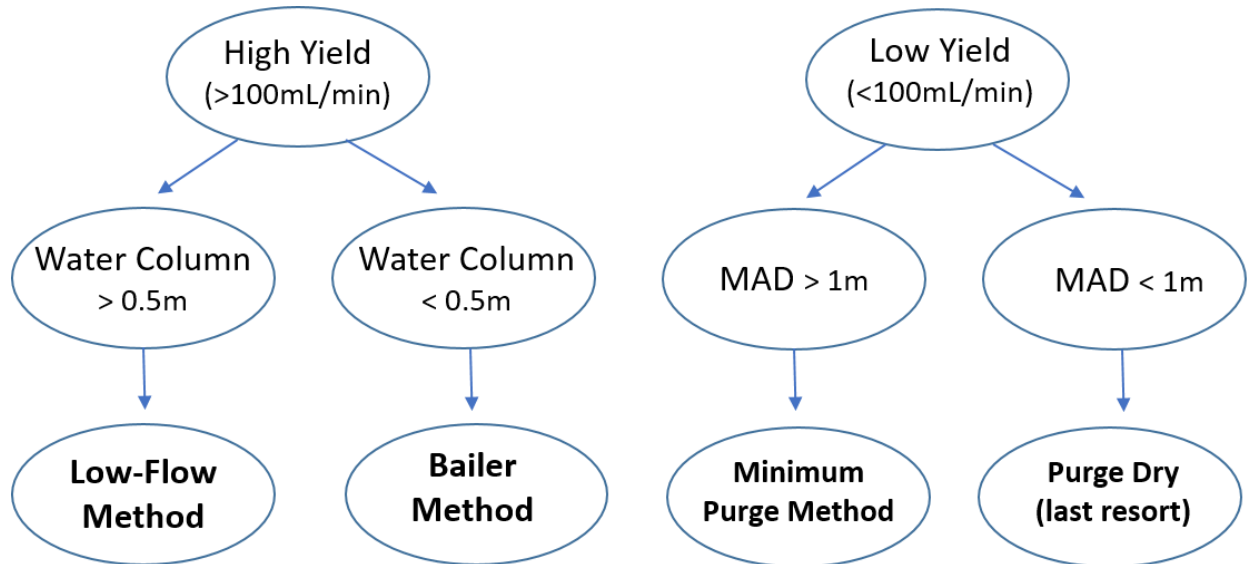 High Yield
(>100mL/min)
Low Yield
(<100mL/min)
Water Column
> 0.5m
Water Column
< 0.5m
MAD > 1m
MAD < 1m
Low-Flow
Method
Bailer
Method
Minimum
Purge Method
Purge Dry
(last resort)